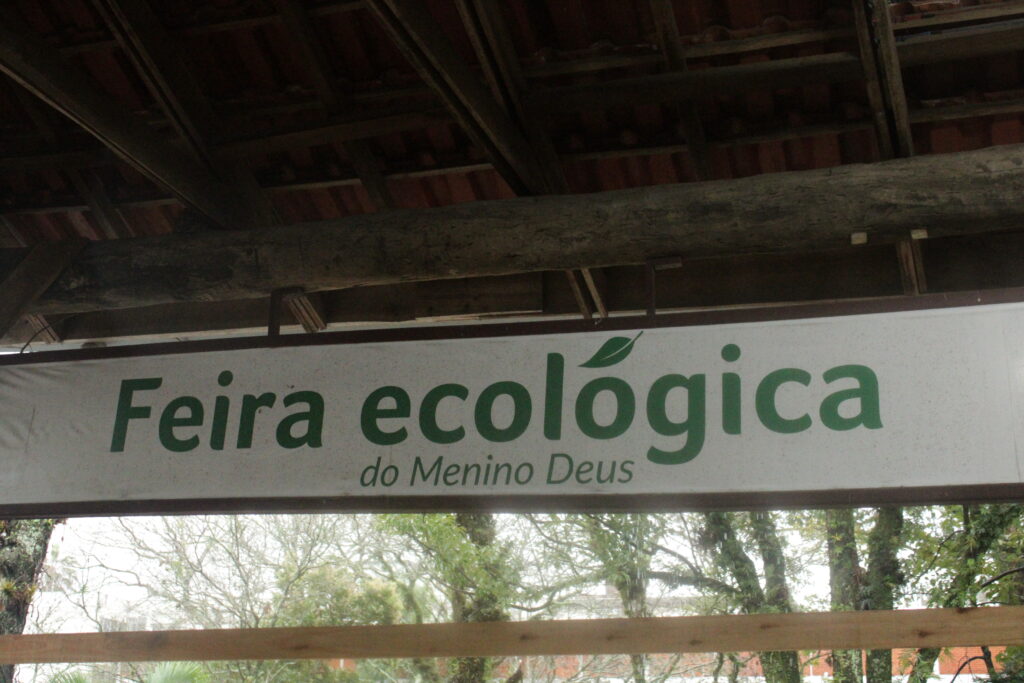 Feira ecológica
do Menino Deus